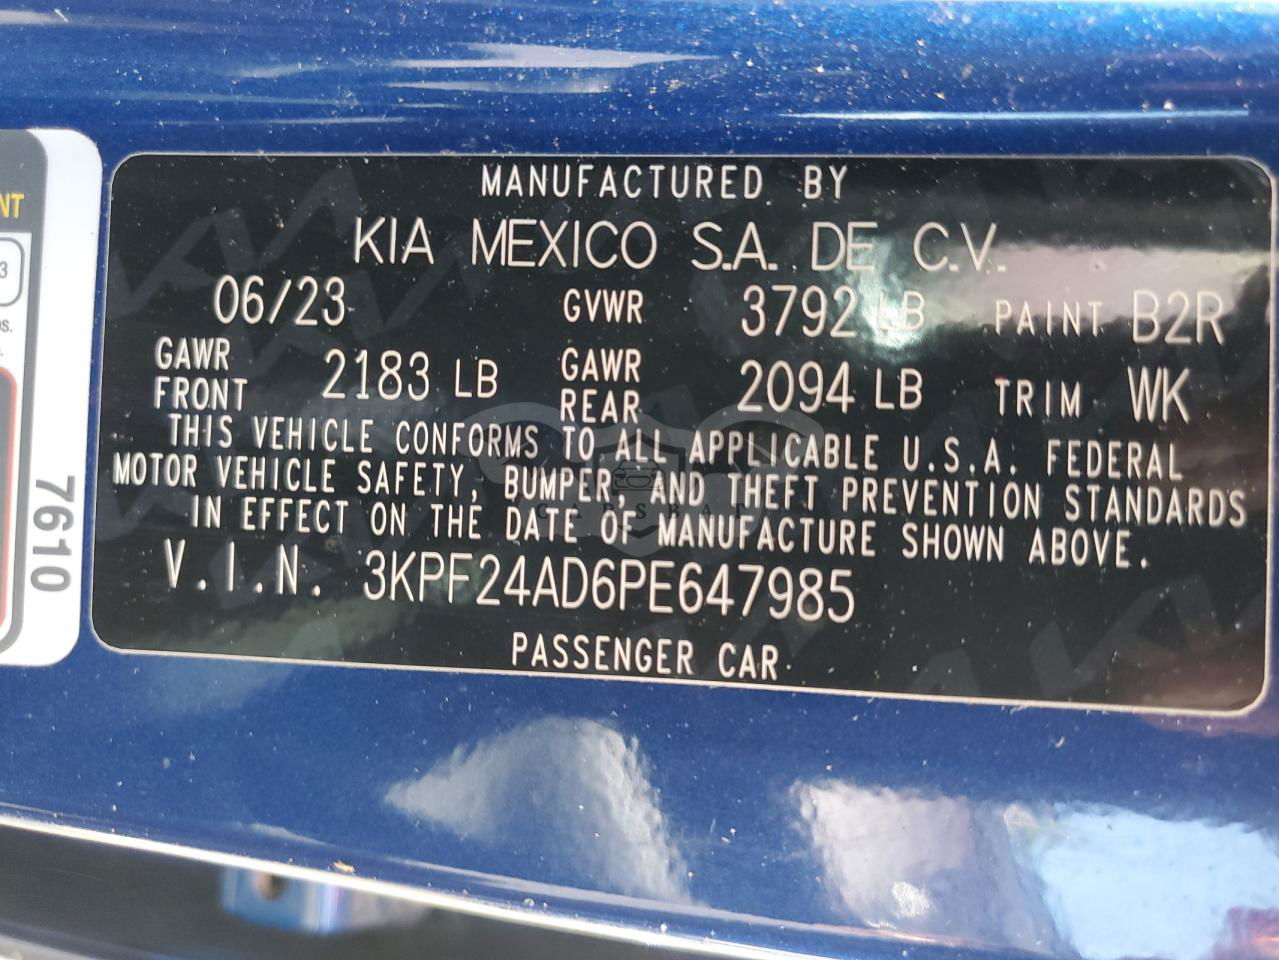 MANUFACTURED BY
KIA MEXICO S.A. DE C.V.
06/23 GVWR 3792 LB PAINT B2R
GAWR FRONT 2183 LB GAWR REAR 2094 LB TRIM WK
THIS VEHICLE CONFORMS TO ALL APPLICABLE U.S.A. FEDERAL
MOTOR VEHICLE SAFETY, BUMPER, AND THEFT PREVENTION STANDARDS
IN EFFECT ON THE DATE OF MANUFACTURE SHOWN ABOVE.
V.I.N. 3KPF24AD6PE647985
PASSENGER CAR
7610